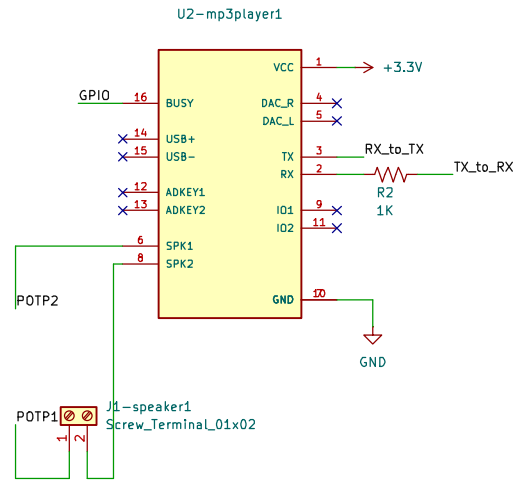 U2-mp3player1
VCC 1 +3.3V
GPIO 16 BUSY DAC_R 4
DAC_L 5
14 USB+
15 USB-
TX 3 RX_to_TX
RX 2 TX_to_RX
R2
1K
12 ADKEY1
13 ADKEY2
IO1 9
IO2 11
6 SPK1
8 SPK2
POTP2
GND 10
GND
POTP1
J1-speaker1
Screw_Terminal_01x02
1 2